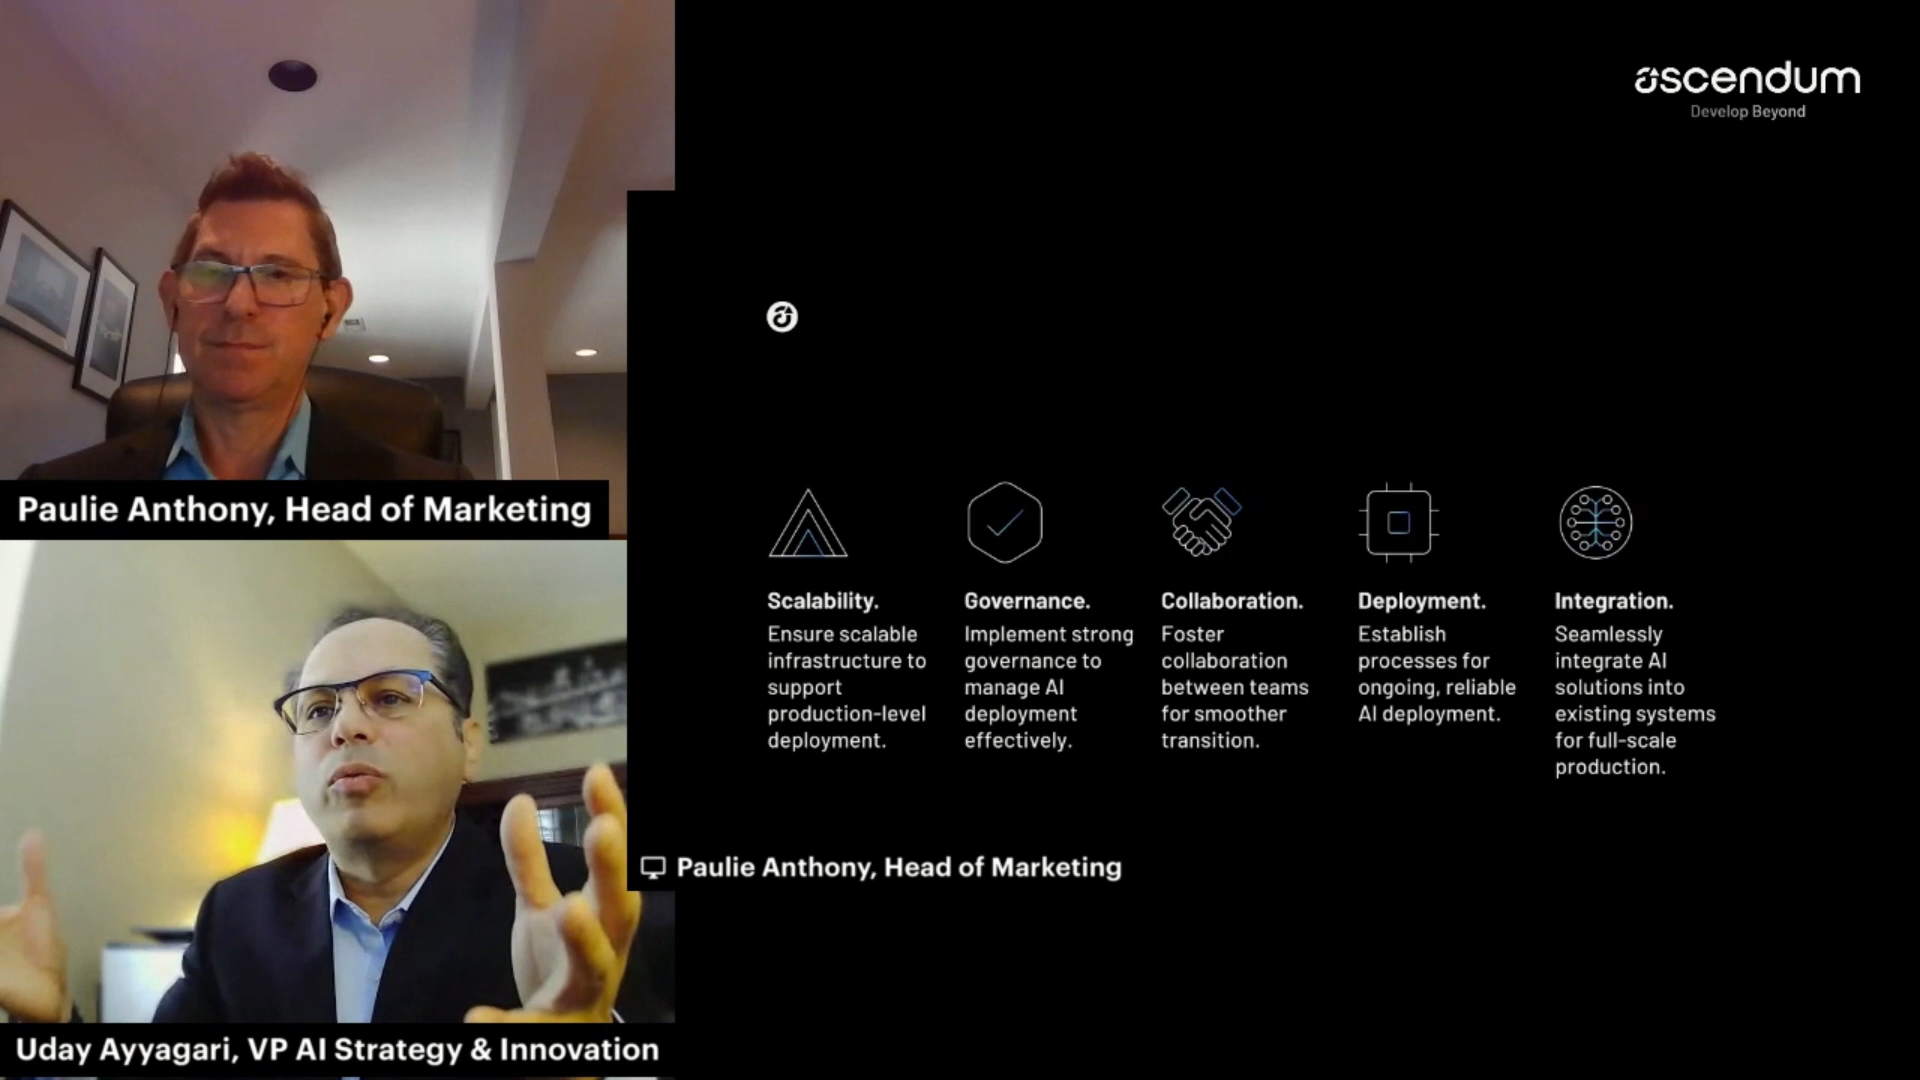 ascendum
Develop Beyond
Paulie Anthony, Head of Marketing
Uday Ayyagari, VP AI Strategy & Innovation
Scalability.
Ensure scalable
infrastructure to
support
production-level
deployment.
Governance.
Implement strong
governance to
manage AI
deployment
effectively.
Collaboration.
Foster
collaboration
between teams
for smoother
transition.
Deployment.
Establish
processes for
ongoing, reliable
AI deployment.
Integration.
Seamlessly
integrate AI
solutions into
existing systems
for full-scale
production.
Paulie Anthony, Head of Marketing